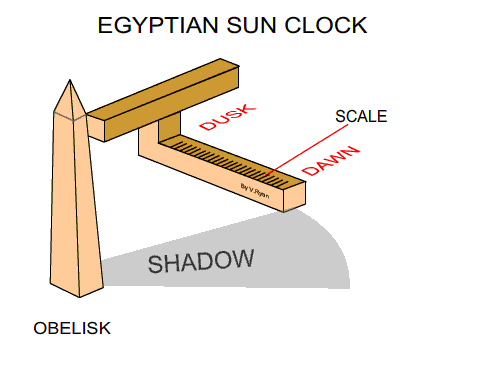 EGYPTIAN SUN CLOCK
DUSK
SCALE
DAWN
By V.Ryan
SHADOW
OBELISK